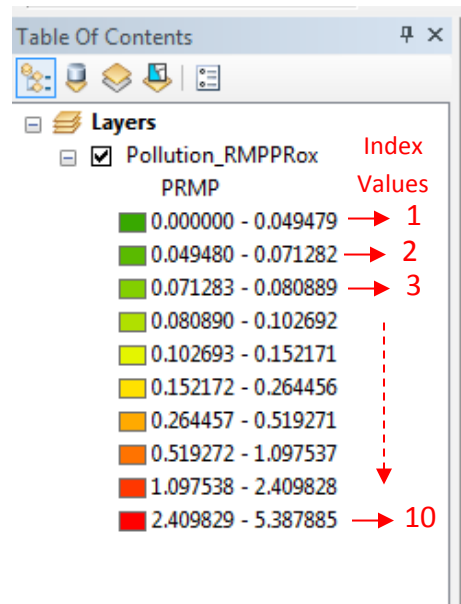 Table Of Contents
Layers
Pollution_RMPPRox
Index
PRMP
Values
0.000000 - 0.049479 1
0.049480 - 0.071282 2
0.071283 - 0.080889 3
0.080890 - 0.102692
0.102693 - 0.152171
0.152172 - 0.264456
0.264457 - 0.519271
0.519272 - 1.097537
1.097538 - 2.409828
2.409829 - 5.387885 10